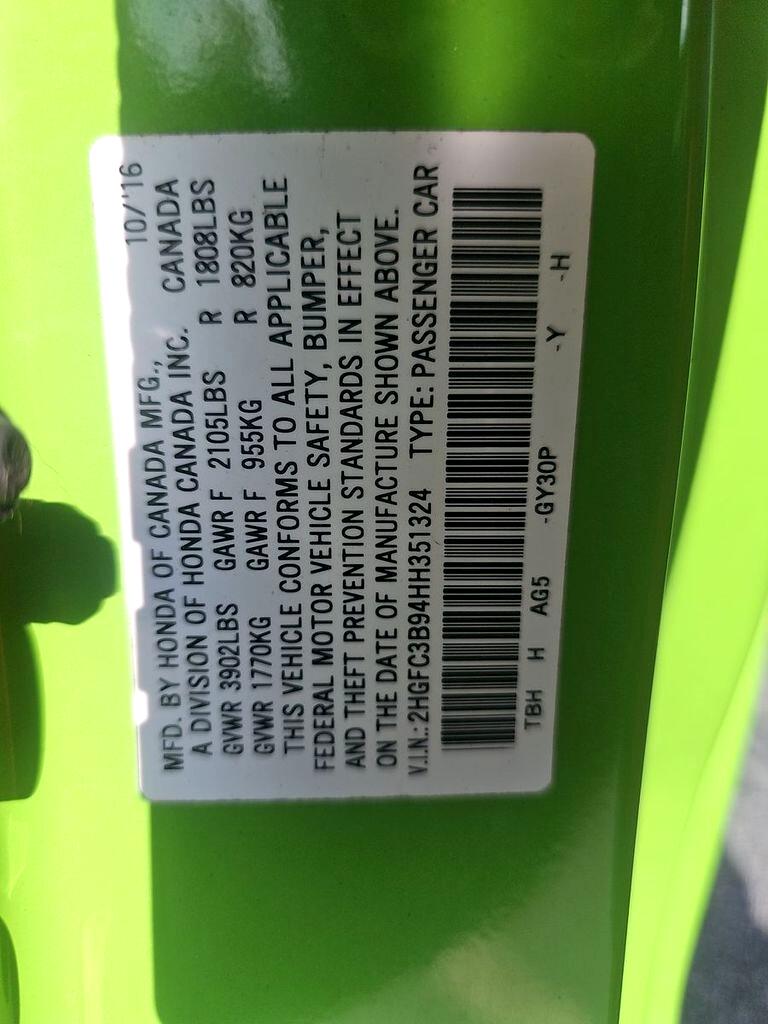 10/'16
MFD. BY HONDA OF CANADA MFG.,
A DIVISION OF HONDA CANADA INC. CANADA
GVWR 3902LBS GAWR F 2105LBS R 1808LBS
GVWR 1770KG GAWR F 955KG R 820KG
THIS VEHICLE CONFORMS TO ALL APPLICABLE
FEDERAL MOTOR VEHICLE SAFETY, BUMPER,
AND THEFT PREVENTION STANDARDS IN EFFECT
ON THE DATE OF MANUFACTURE SHOWN ABOVE.
V.I.N.: 2HGFC3B94HH351324 TYPE: PASSENGER CAR
TBH H AG5 -GY30P -Y -H